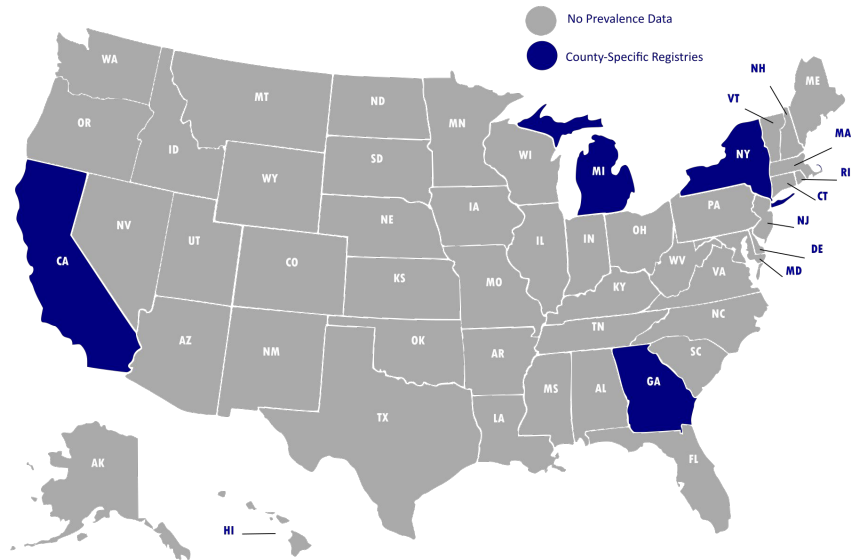 No Prevalence Data
County-Specific Registries
WA
MT
ND
MN
ME
NH
VT
MA
RI
CT
NY
OR
ID
SD
WI
MI
WY
IA
NE
PA
NJ
DE
MD
NV
UT
CO
CA
IL
IN
OH
WV
VA
KS
MO
KY
NC
TN
AZ
NM
OK
AR
SC
MS
AL
GA
TX
LA
FL
AK
HI